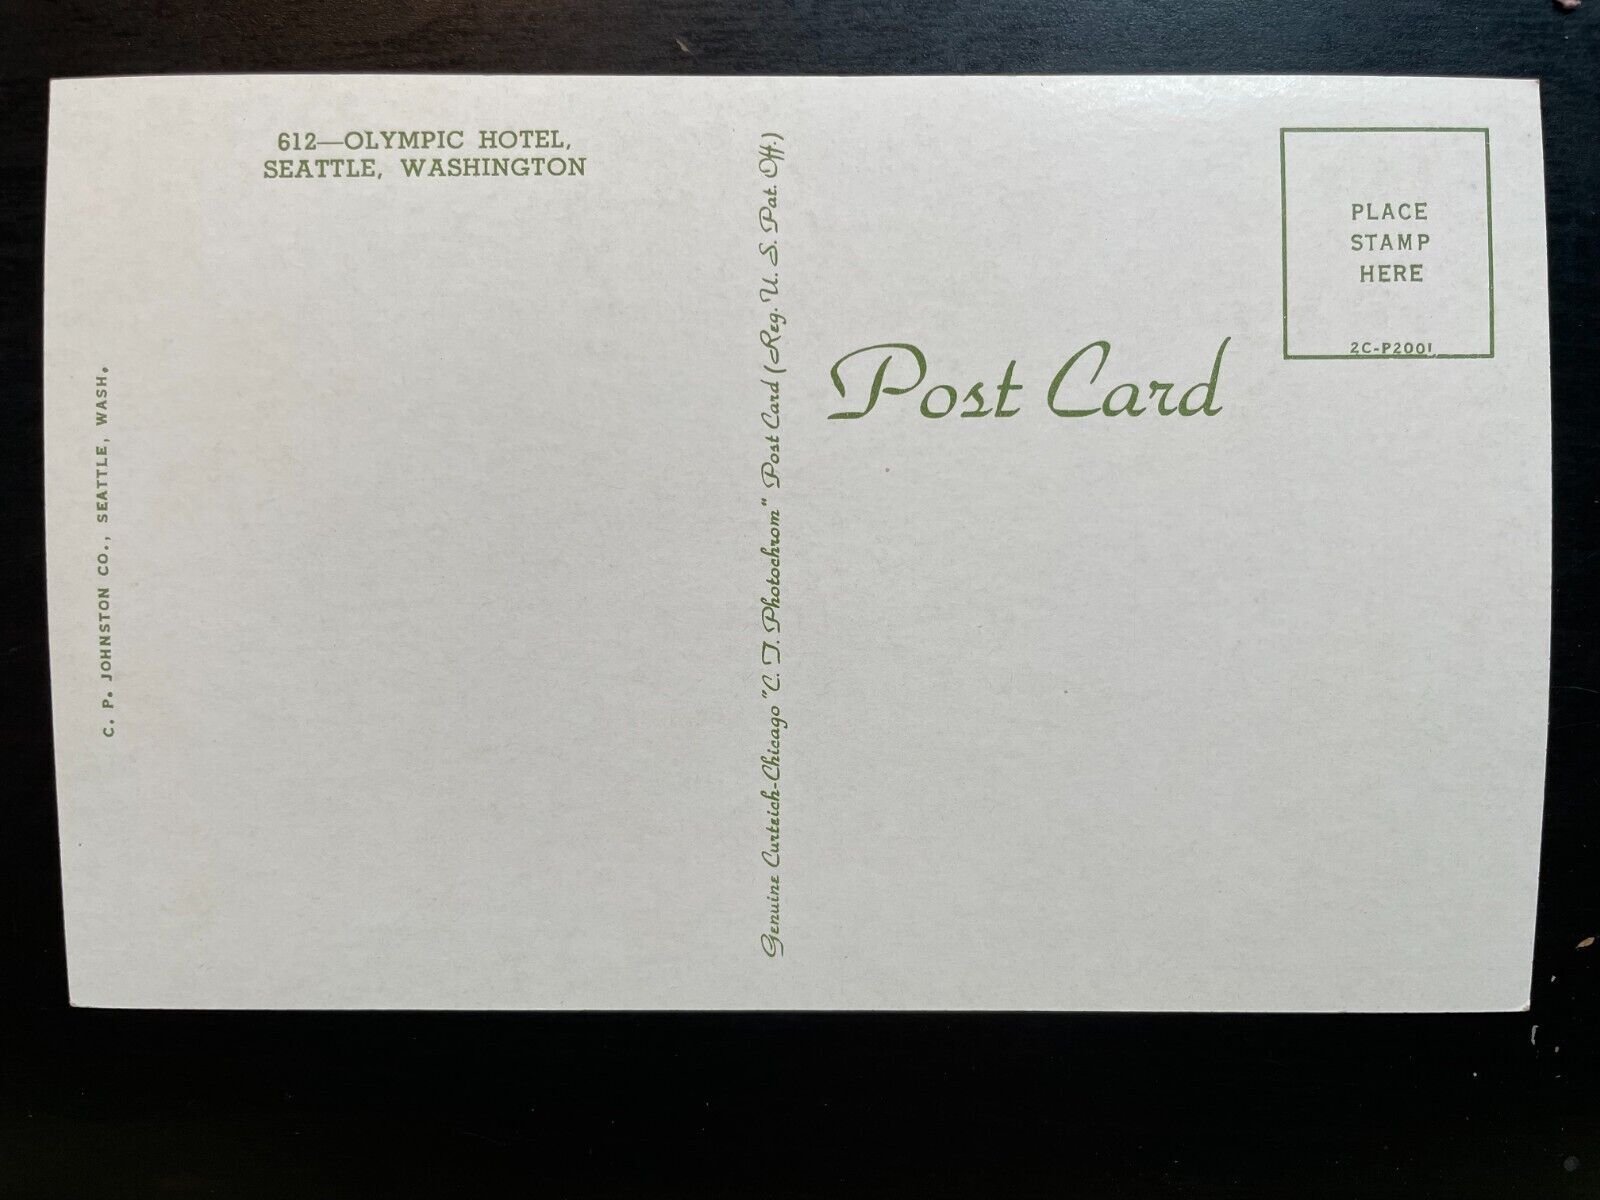 612—OLYMPIC HOTEL,
SEATTLE, WASHINGTON
C. P. JOHNSTON CO., SEATTLE, WASH.
Genuine Curteich-Chicago "C. T. Photochrom" Post Card (Reg. U. S. Pat. Off.)
Post Card
PLACE
STAMP
HERE
2C-P2001